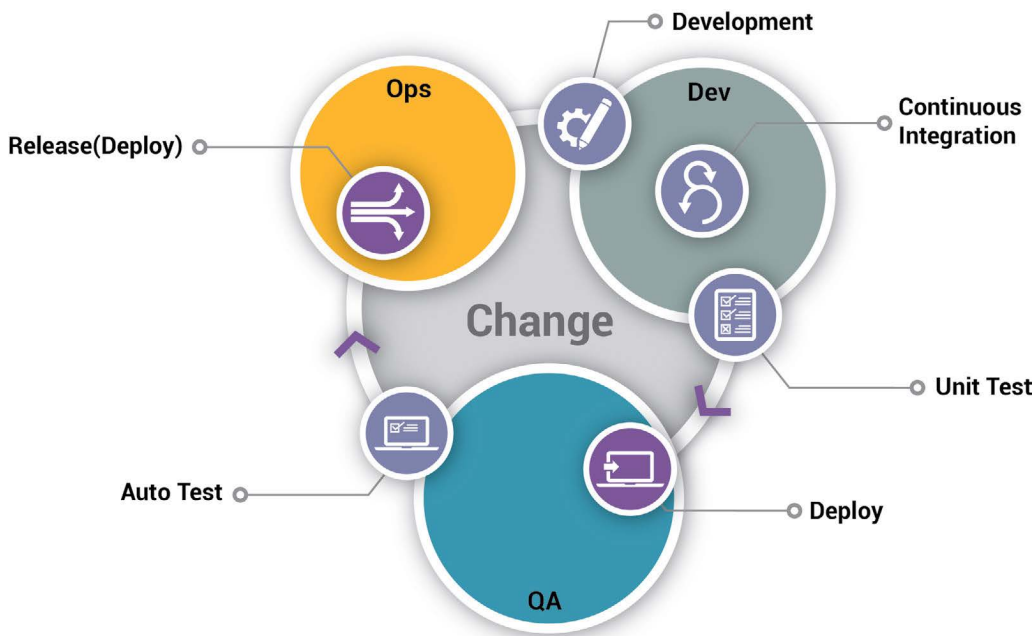 Development
Ops
Dev
Continuous
Integration
Release(Deploy)
Change
Unit Test
Auto Test
Deploy
QA